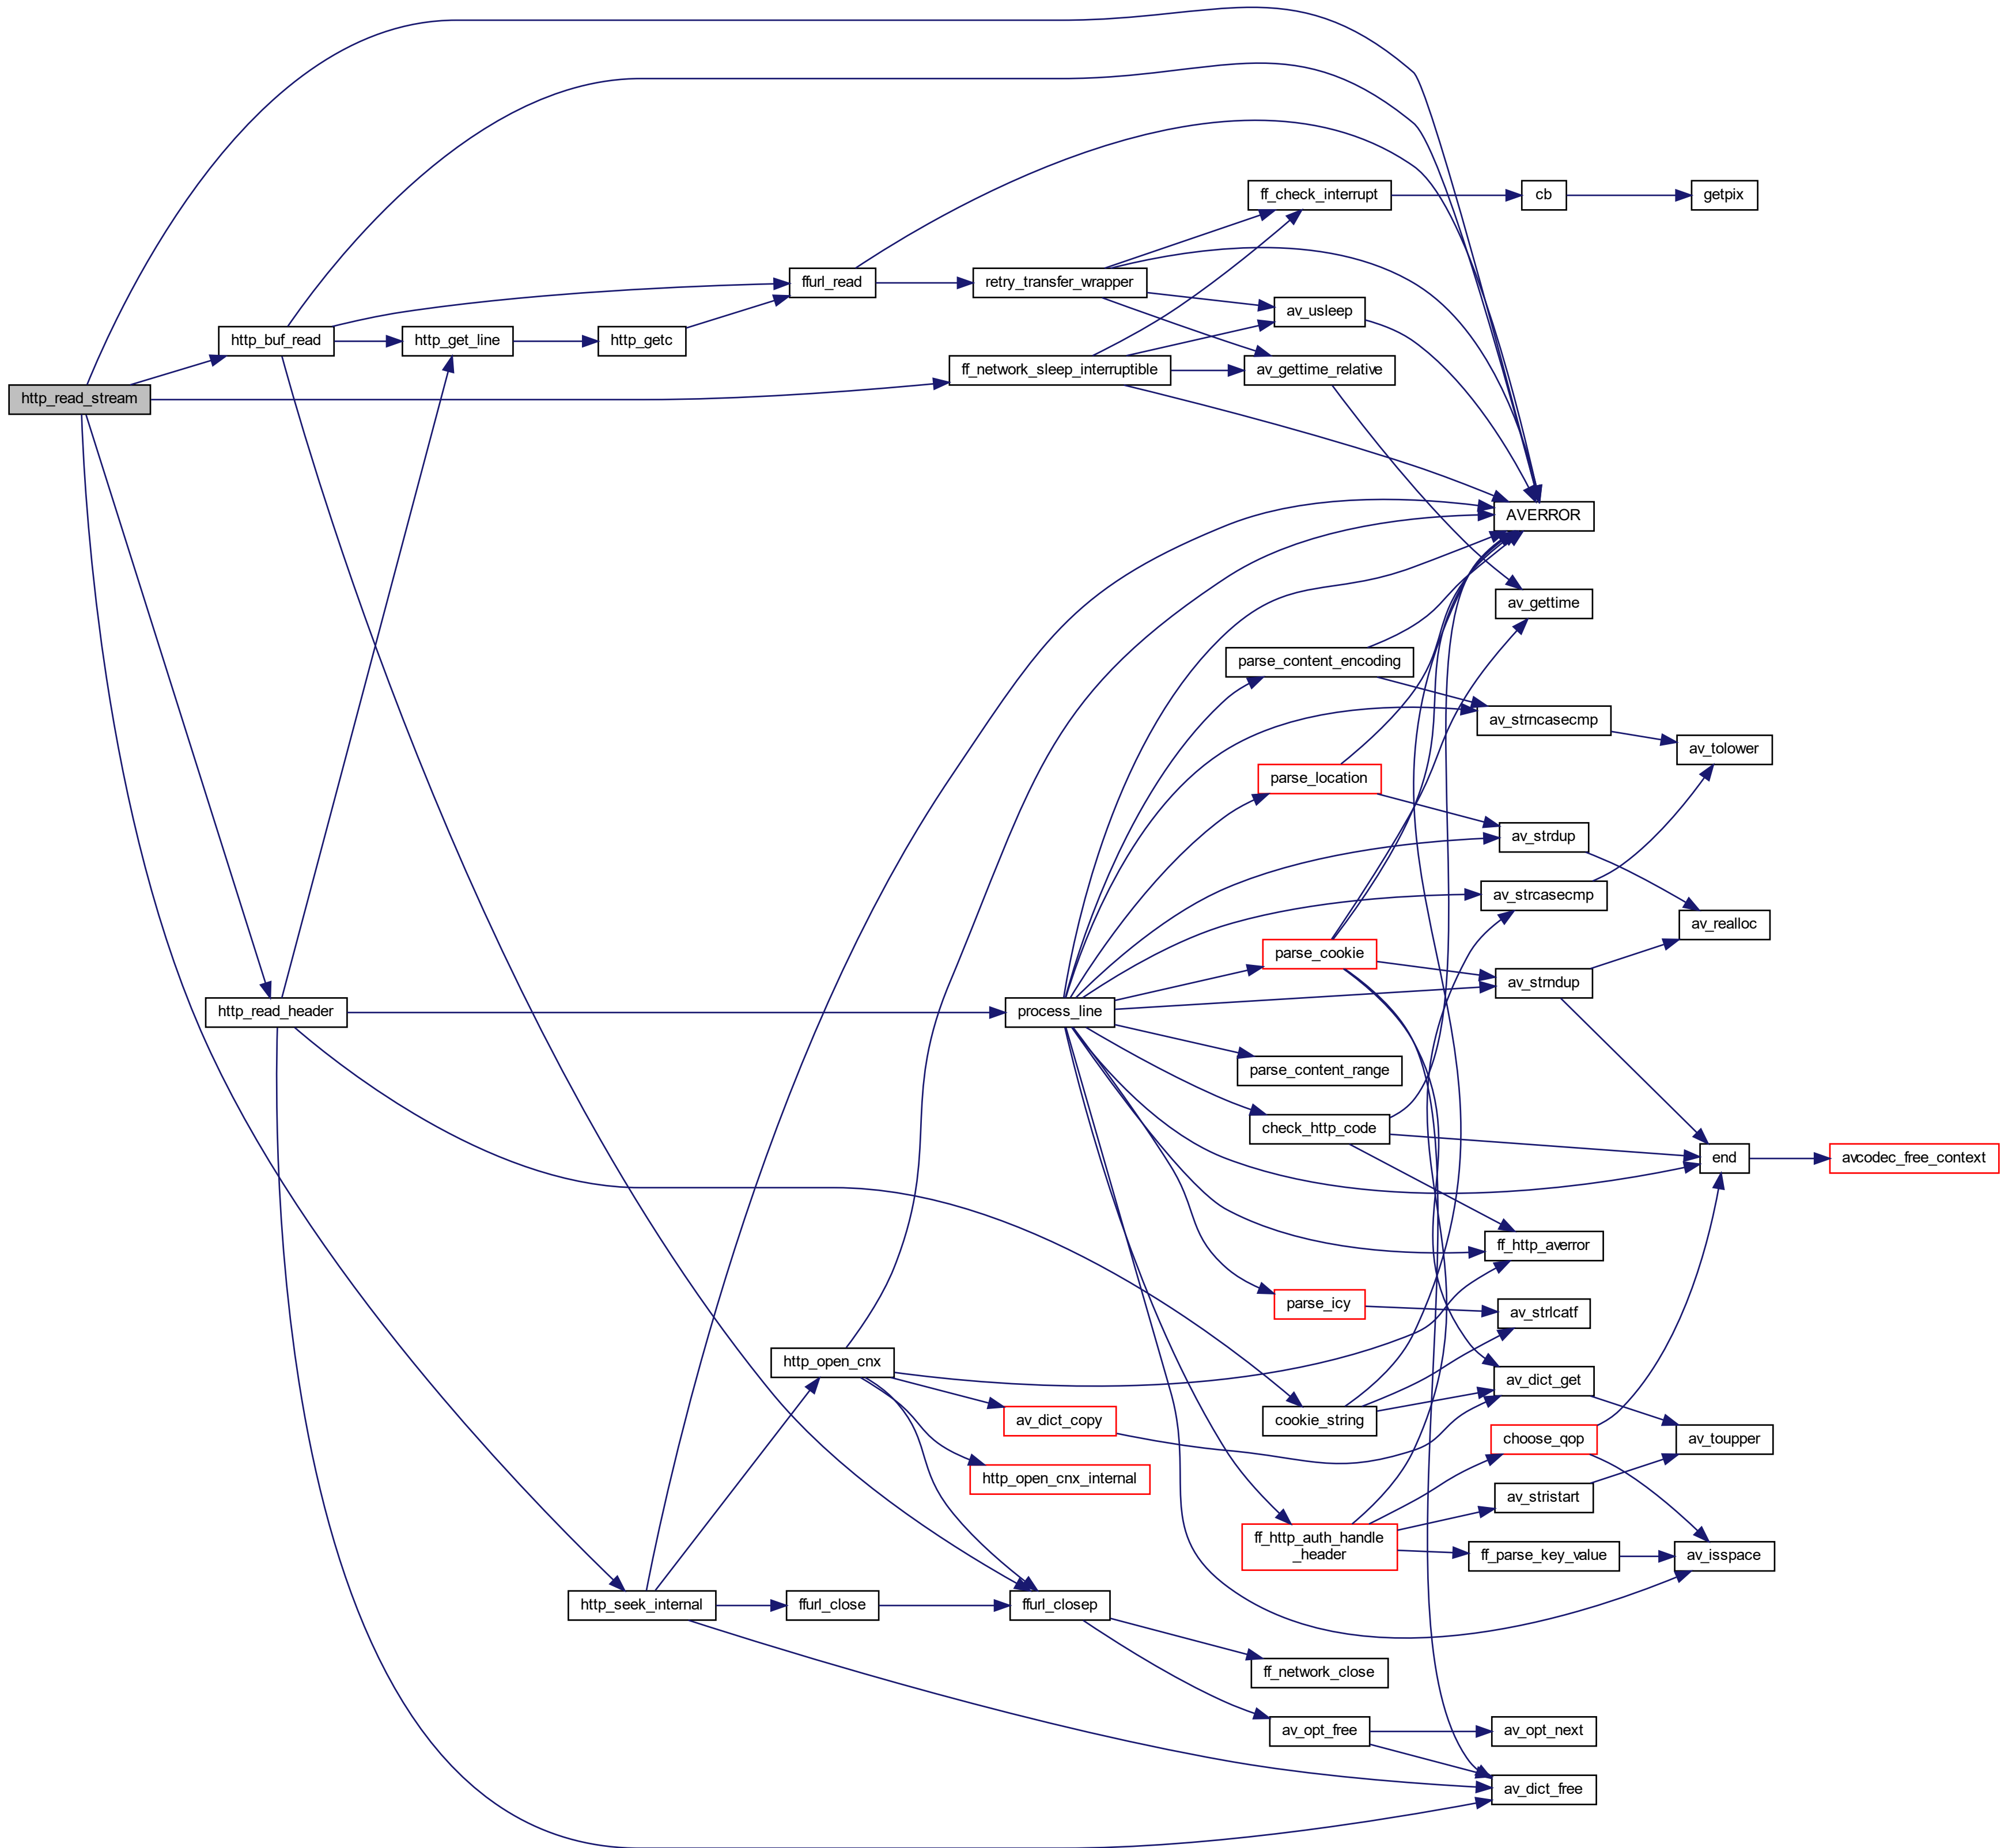 ff_check_interrupt
cb
getpix
ffurl_read
retry_transfer_wrapper
av_usleep
http_buf_read
http_get_line
http_getc
ff_network_sleep_interruptible
av_gettime_relative
http_read_stream
AVERROR
av_gettime
parse_content_encoding
av_strncasecmp
av_tolower
parse_location
av_strdup
av_strcasecmp
av_realloc
parse_cookie
av_strndup
http_read_header
process_line
parse_content_range
check_http_code
end
avcodec_free_context
ff_http_averror
parse_icy
av_strlcatf
http_open_cnx
av_dict_get
av_dict_copy
cookie_string
choose_qop
av_toupper
http_open_cnx_internal
av_stristart
ff_http_auth_handle
_header
ff_parse_key_value
av_isspace
http_seek_internal
ffurl_close
ffurl_closep
ff_network_close
av_opt_free
av_opt_next
av_dict_free